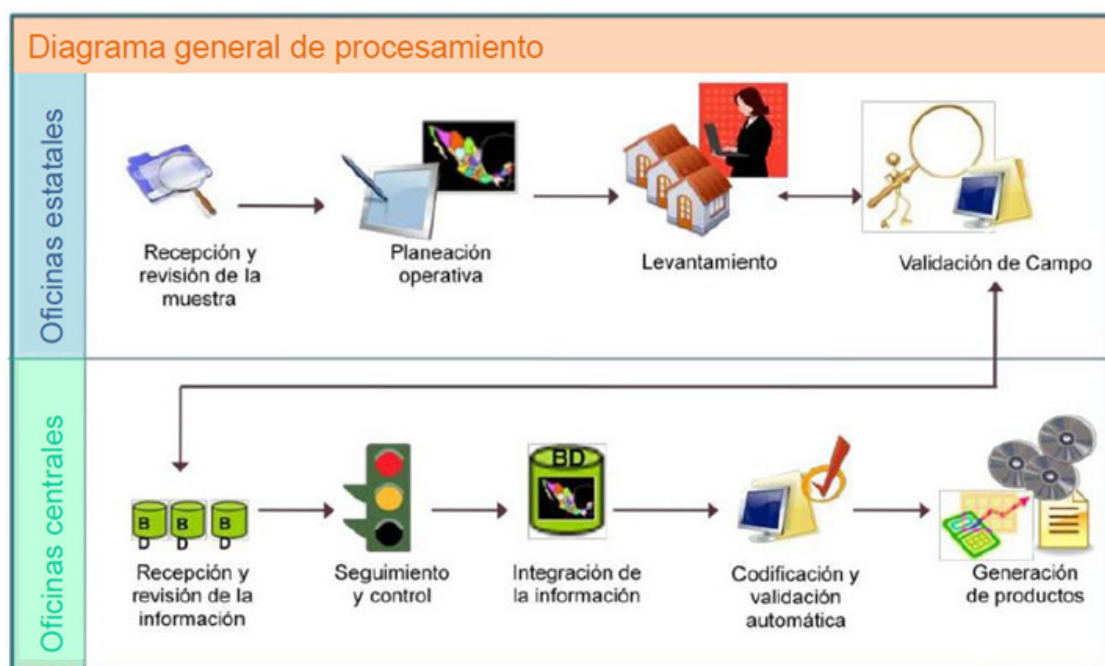 Diagrama general de procesamiento
Oficinas estatales
Recepción y
revisión de la
muestra
Planeación
operativa
Levantamiento
Validación de Campo
Oficinas centrales
B
D
B
D
B
D
Recepción y
revisión de la
información
Seguimiento
y control
BD
Integración de
la información
Codificación y
validación
automática
Generación
de productos